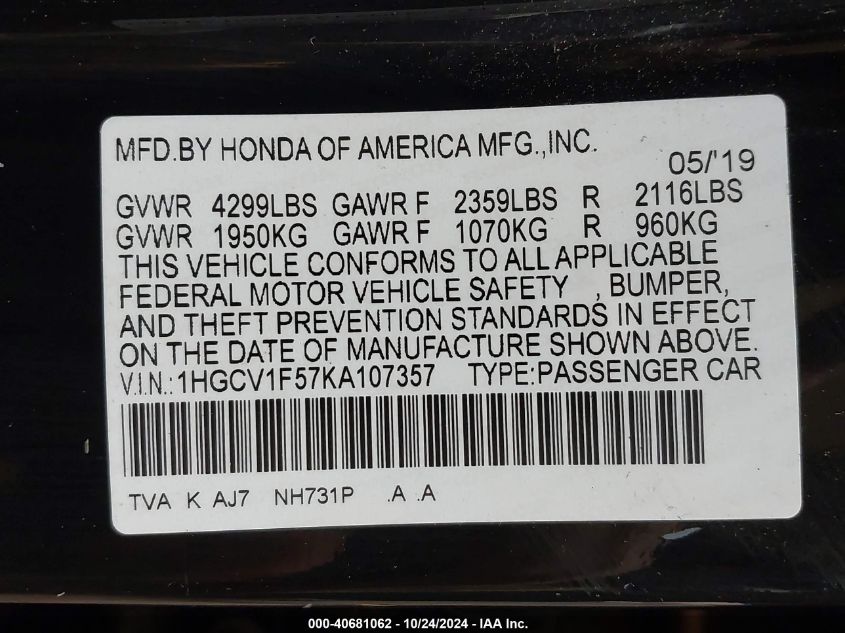 MFD.BY HONDA OF AMERICA MFG.,INC.
05/'19
GVWR 4299LBS GAWR F 2359LBS R 2116LBS
GVWR 1950KG GAWR F 1070KG R 960KG
THIS VEHICLE CONFORMS TO ALL APPLICABLE
FEDERAL MOTOR VEHICLE SAFETY , BUMPER,
AND THEFT PREVENTION STANDARDS IN EFFECT
ON THE DATE OF MANUFACTURE SHOWN ABOVE.
V.I.N.:1HGCV1F57KA107357 TYPE:PASSENGER CAR
TVA K AJ7 NH731P .A .A
000-40681062 - 10/24/2024 - IAA Inc.